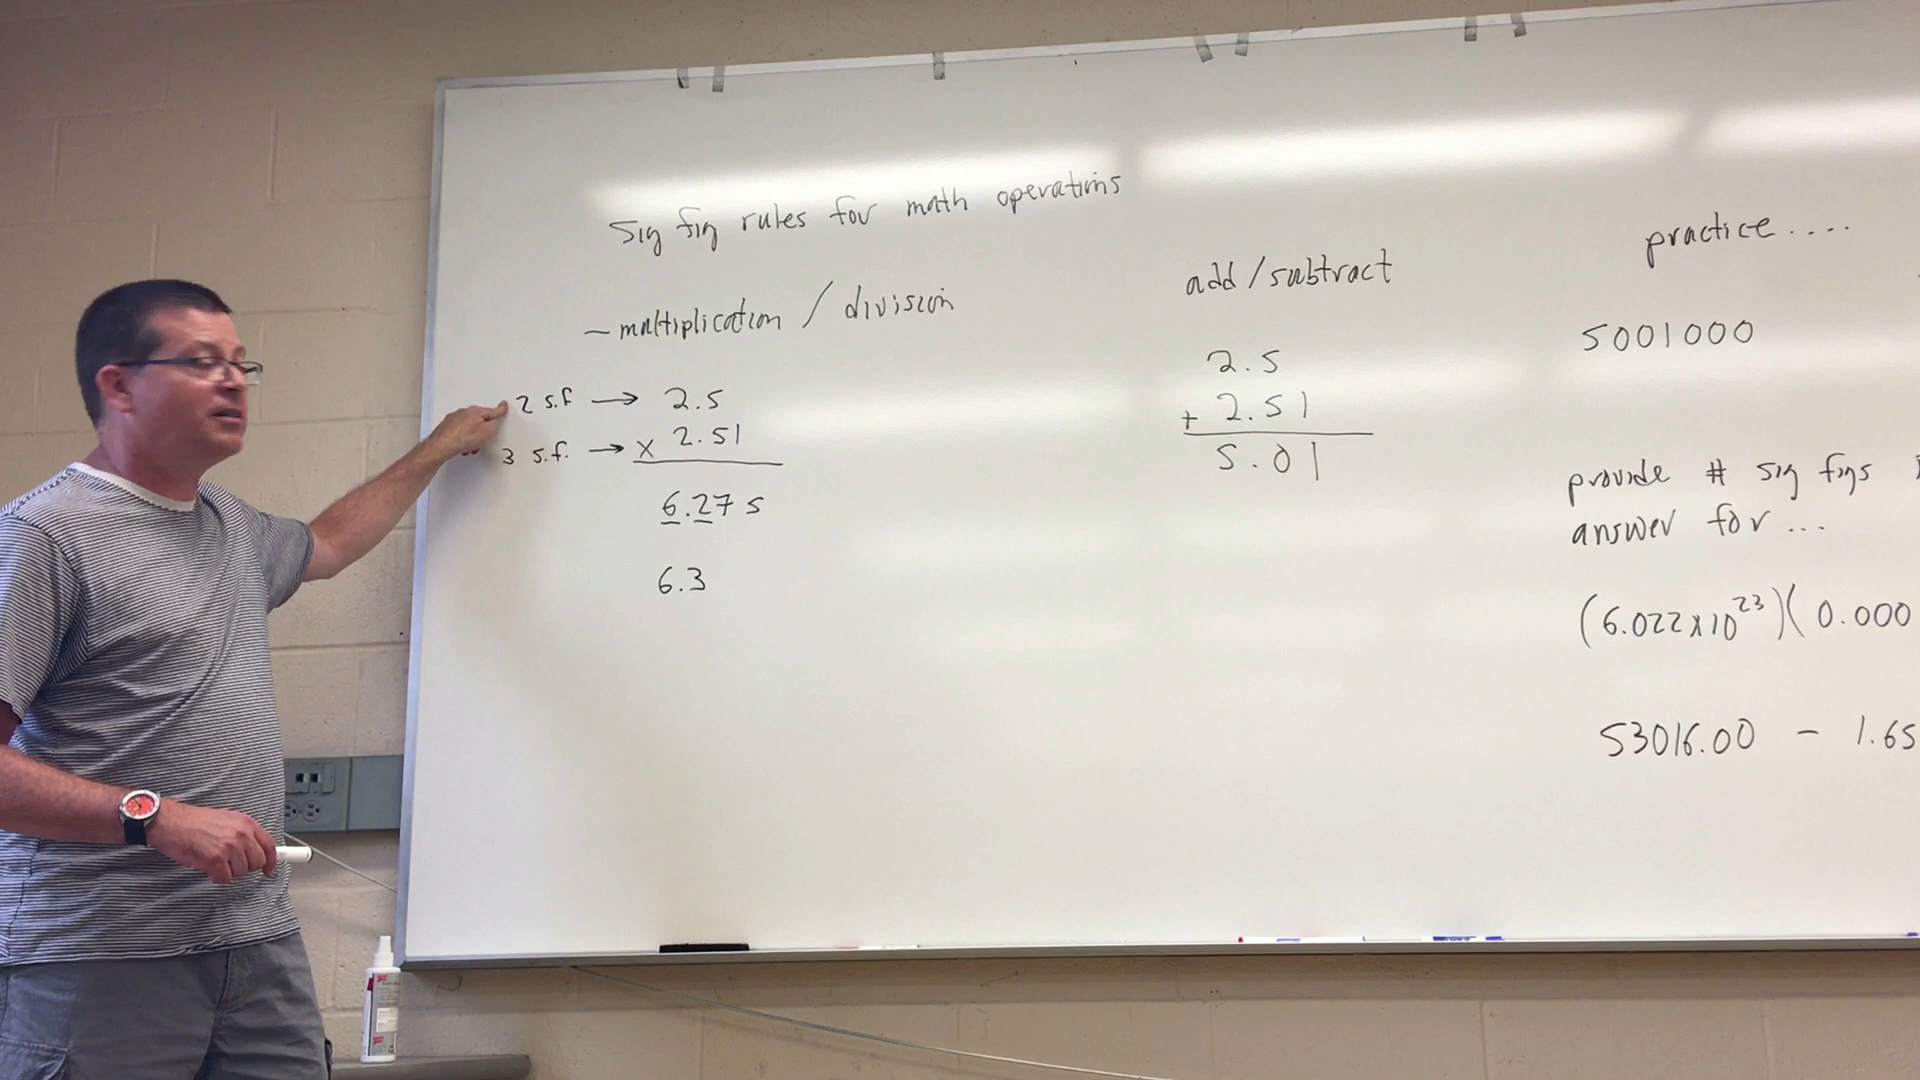 Sig fig rules for math operations
- multiplication / division
2 s.f → 2.5
3 s.f. → x 2.51
6.275
6.3
add / subtract
2.5
+ 2.51
5.01
practice....
5001000
provide # sig figs
answer for ...
(6.022x10^23)(0.000
53016.00 - 1.65